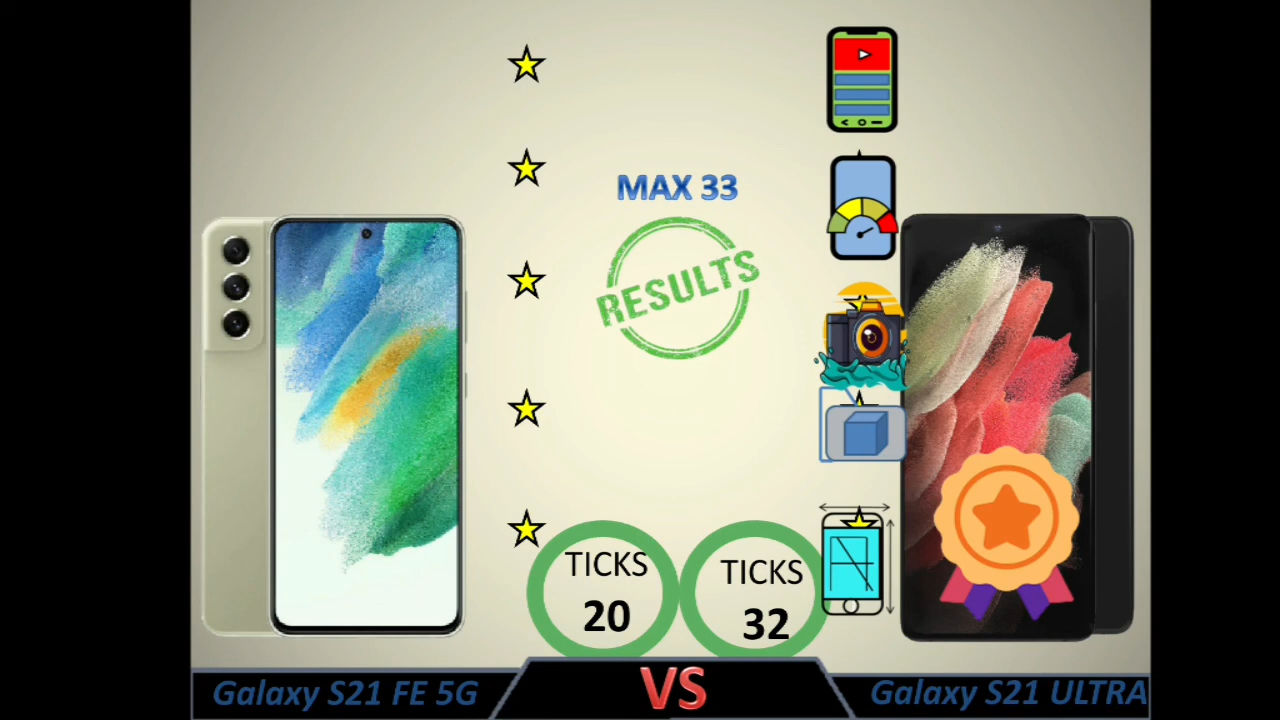 MAX 33
RESULTS
TICKS
20
TICKS
32
Galaxy S21 FE 5G
VS
Galaxy S21 ULTRA